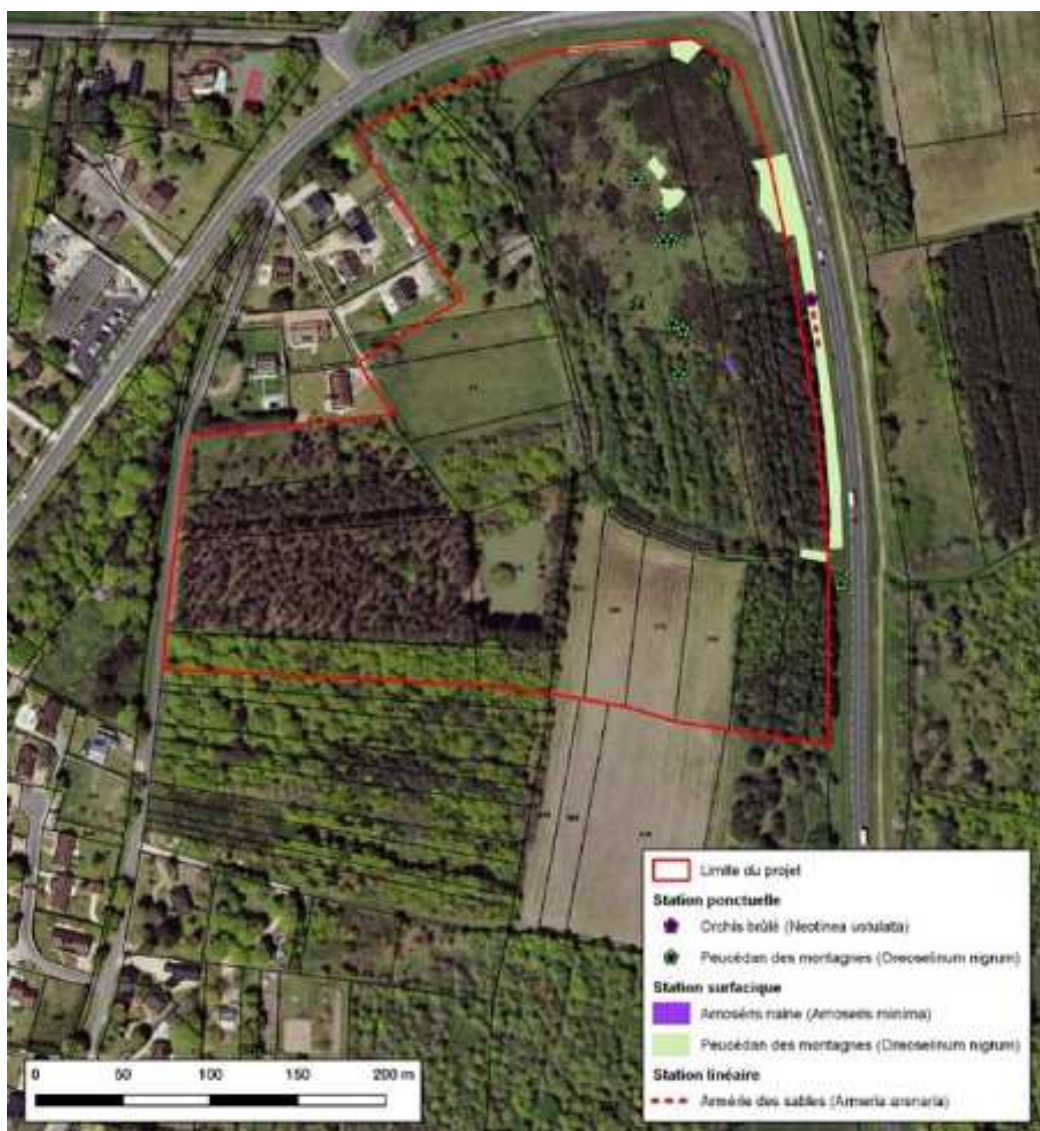 Limite du projet
Station ponctuelle
Orchis brûlé (Neotinea ustulata)
Peucédan des montagnes (Oreoselinum nigrum)
Station surfacique
Arnoséris naine (Arnoseris minima)
Peucédan des montagnes (Oreoselinum nigrum)
Station linéaire
Armérie des sables (Armeria arenaria)
0 50 100 150 200 m